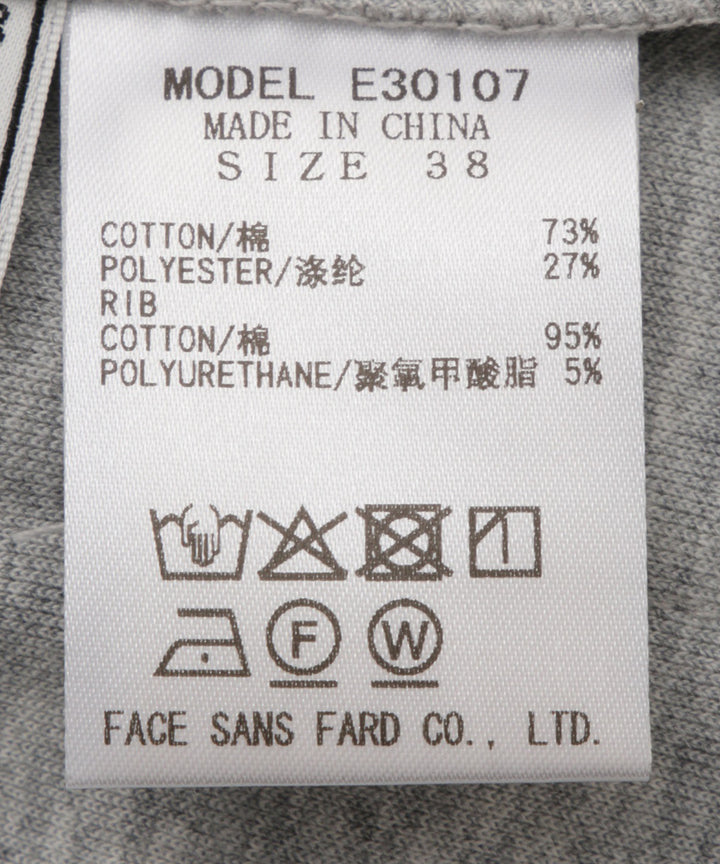 MODEL E30107
MADE IN CHINA
SIZE 38
COTTON/棉 73%
POLYESTER/涤纶 27%
RIB
COTTON/棉 95%
POLYURETHANE/聚氧甲酸脂 5%
F W
FACE SANS FARD CO., LTD.